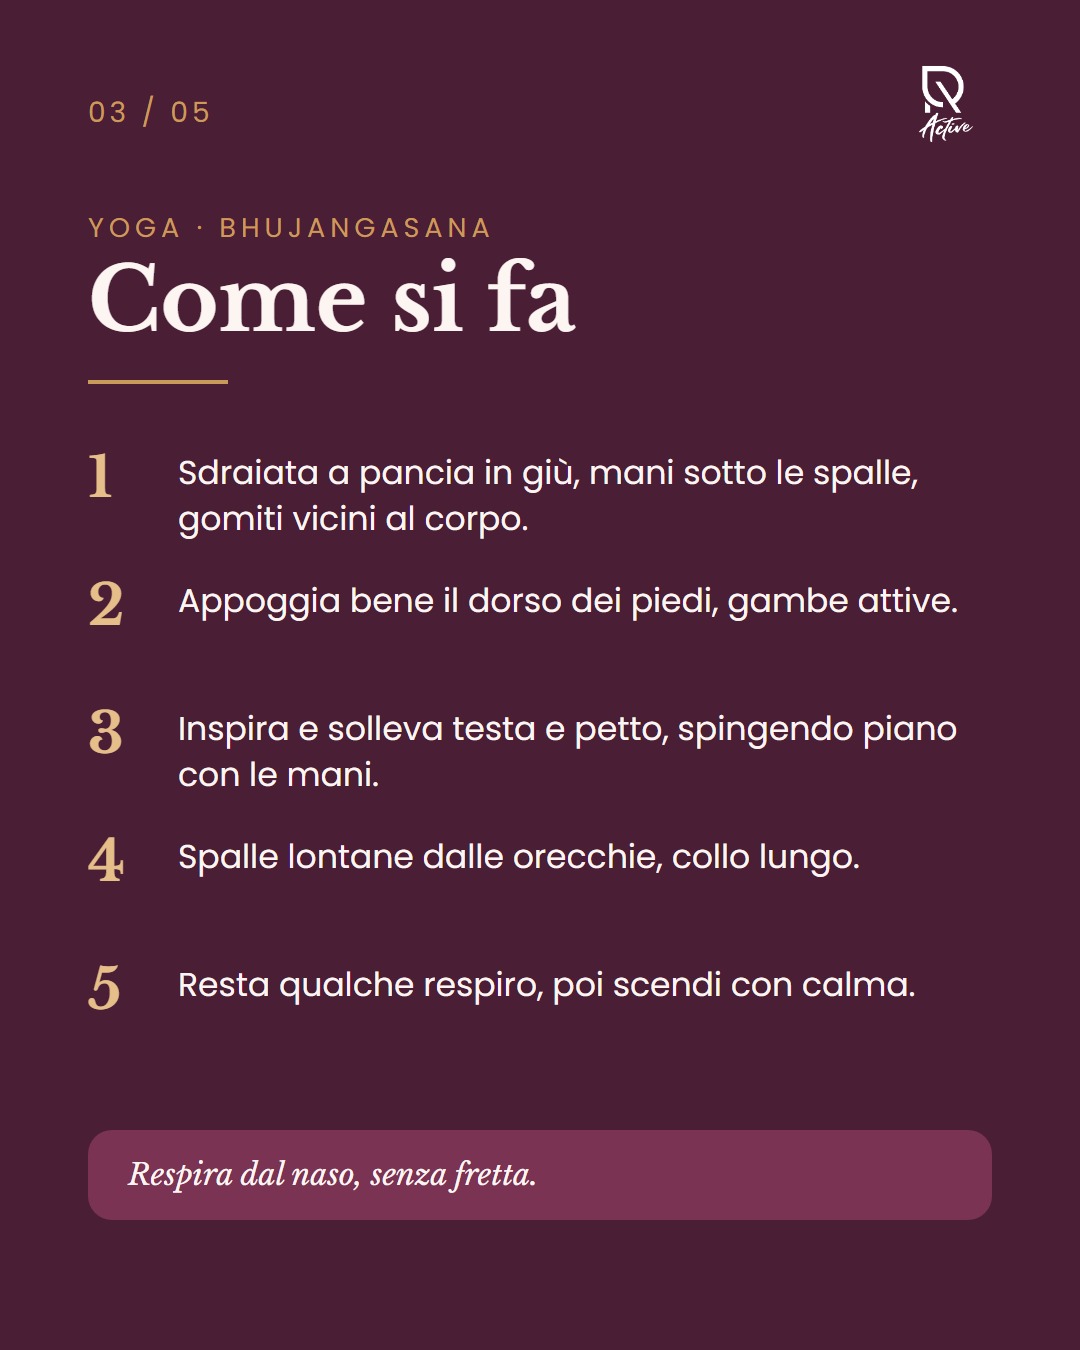 03 / 05
Active
YOGA · BHUJANGASANA
Come si fa
1 Sdraiata a pancia in giù, mani sotto le spalle,
gomiti vicini al corpo.
2 Appoggia bene il dorso dei piedi, gambe attive.
3 Inspira e solleva testa e petto, spingendo piano
con le mani.
4 Spalle lontane dalle orecchie, collo lungo.
5 Resta qualche respiro, poi scendi con calma.
Respira dal naso, senza fretta.